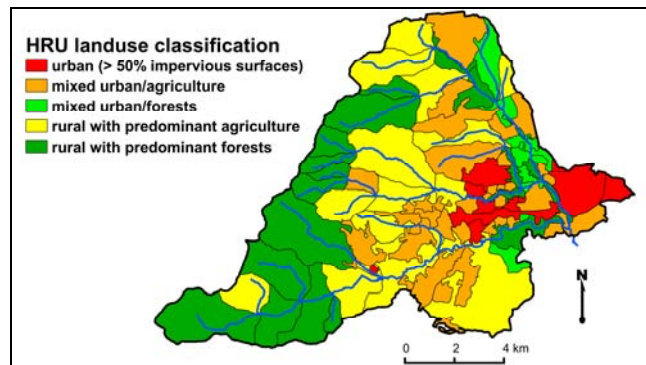 HRU landuse classification
urban (> 50% impervious surfaces)
mixed urban/agriculture
mixed urban/forests
rural with predominant agriculture
rural with predominant forests
N
0 2 4 km